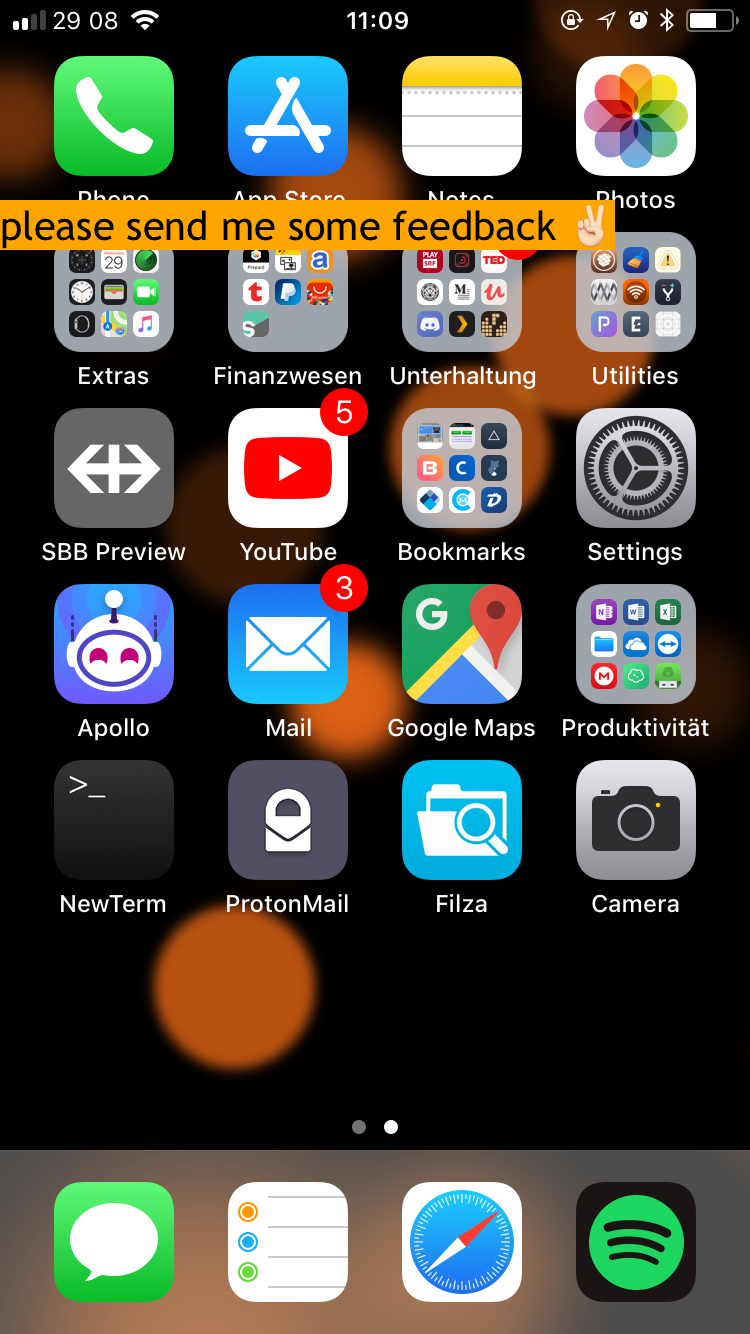 29 08 11:09
Phone App Store Notes Photos
please send me some feedback ✌🏻
Wednesday
29 Prepaid a PLAY SRF TED
t M
S P E
Extras Finanzwesen Unterhaltung Utilities
5
B C
SBB Preview YouTube Bookmarks Settings
3
G N W X
M
Apollo Mail Google Maps Produktivität
>_
NewTerm ProtonMail Filza Camera